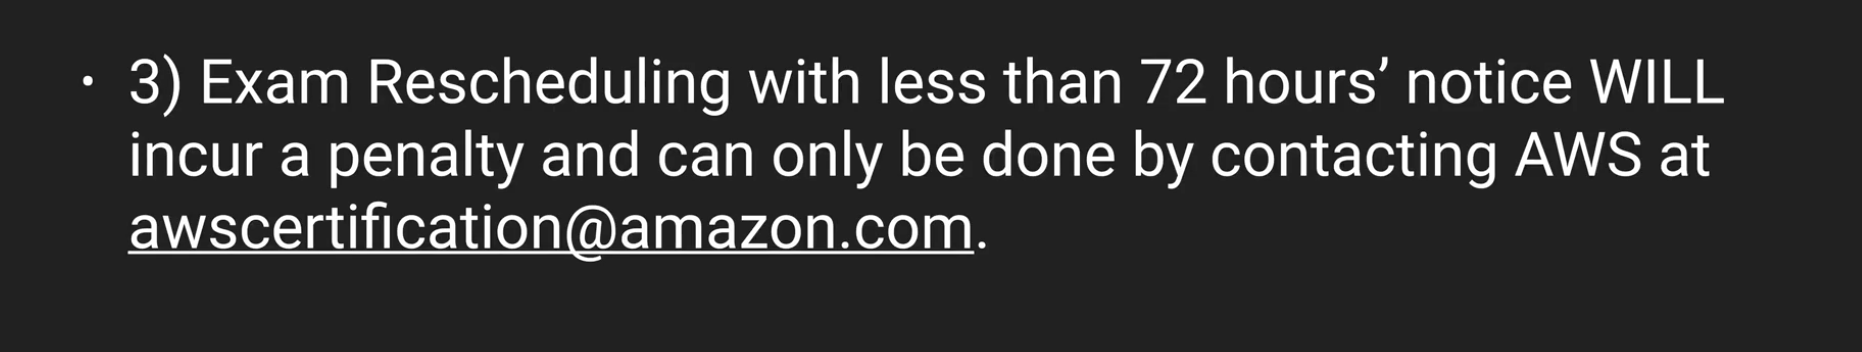 • 3) Exam Rescheduling with less than 72 hours’ notice WILL
incur a penalty and can only be done by contacting AWS at
awscertification@amazon.com.